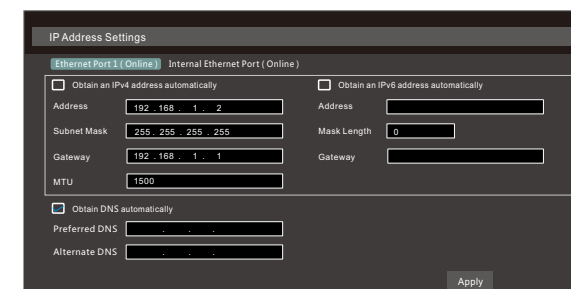 IP Address Settings
Ethernet Port 1 ( Online ) Internal Ethernet Port ( Online )
Obtain an IPv4 address automatically Obtain an IPv6 address automatically
Address 192 . 168 . 1 . 2 Address
Subnet Mask 255 . 255 . 255 . 255 Mask Length 0
Gateway 192 . 168 . 1 . 1 Gateway
MTU 1500
Obtain DNS automatically
Preferred DNS . . .
Alternate DNS . . .
Apply